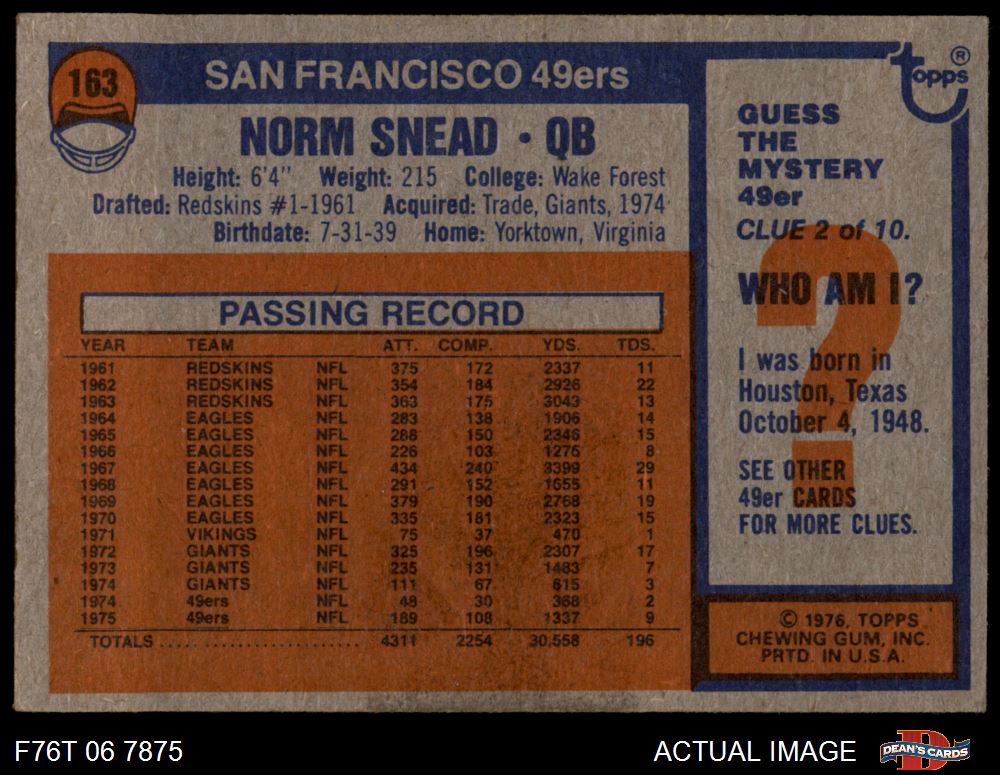 163
SAN FRANCISCO 49ers
NORM SNEAD • QB
Height: 6'4" Weight: 215 College: Wake Forest
Drafted: Redskins #1-1961 Acquired: Trade, Giants, 1974
Birthdate: 7-31-39 Home: Yorktown, Virginia
PASSING RECORD
YEAR TEAM ATT. COMP. YDS. TDS.
1961 REDSKINS NFL 375 172 2337 11
1962 REDSKINS NFL 354 184 2926 22
1963 REDSKINS NFL 363 175 3043 13
1964 EAGLES NFL 283 138 1906 14
1965 EAGLES NFL 288 150 2346 15
1966 EAGLES NFL 226 103 1275 8
1967 EAGLES NFL 434 240 3399 29
1968 EAGLES NFL 291 152 1655 11
1969 EAGLES NFL 379 190 2768 19
1970 EAGLES NFL 335 181 2323 15
1971 VIKINGS NFL 75 37 470 1
1972 GIANTS NFL 325 196 2307 17
1973 GIANTS NFL 235 131 1483 7
1974 GIANTS NFL 111 67 615 3
1974 49ers NFL 48 30 368 2
1975 49ers NFL 189 108 1337 9
TOTALS ........................ 4311 2254 30,558 196
topps ®
GUESS
THE
MYSTERY
49er
CLUE 2 of 10.
?
WHO AM I?
I was born in
Houston, Texas
October 4, 1948.
SEE OTHER
49er CARDS
FOR MORE CLUES.
© 1976, TOPPS
CHEWING GUM, INC.
PRTD. IN U.S.A.
F76T 06 7875
ACTUAL IMAGE
D
DEAN'S CARDS